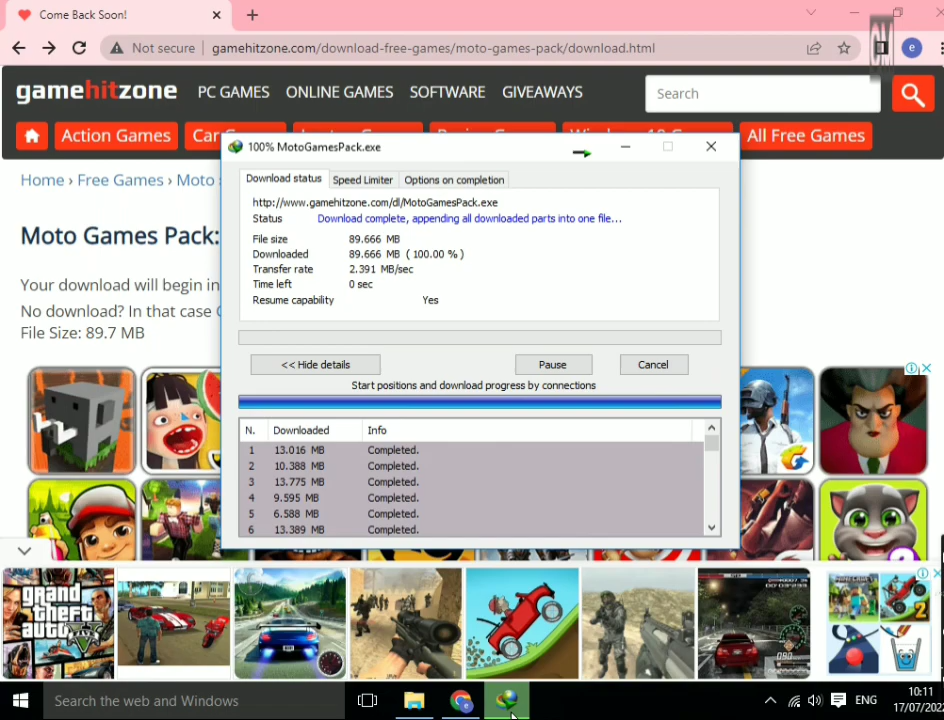 Come Back Soon!
Not secure
gamehitzone.com/download-free-games/moto-games-pack/download.html
e
gamehitzone
PC GAMES
ONLINE GAMES
SOFTWARE
GIVEAWAYS
Search
Action Games
All Free Games
Home › Free Games › Moto
Moto Games Pack:
Your download will begin in
No download? In that case
File Size: 89.7 MB
100% MotoGamesPack.exe
Download status
Speed Limiter
Options on completion
http://www.gamehitzone.com/dl/MotoGamesPack.exe
Status Download complete, appending all downloaded parts into one file...
File size 89.666 MB
Downloaded 89.666 MB ( 100.00 % )
Transfer rate 2.391 MB/sec
Time left 0 sec
Resume capability Yes
<< Hide details
Pause
Cancel
Start positions and download progress by connections
N. Downloaded Info
1 13.016 MB Completed.
2 10.388 MB Completed.
3 13.775 MB Completed.
4 9.595 MB Completed.
5 6.588 MB Completed.
6 13.389 MB Completed.
grand
theft
auto V
Search the web and Windows
ENG
10:11
17/07/202